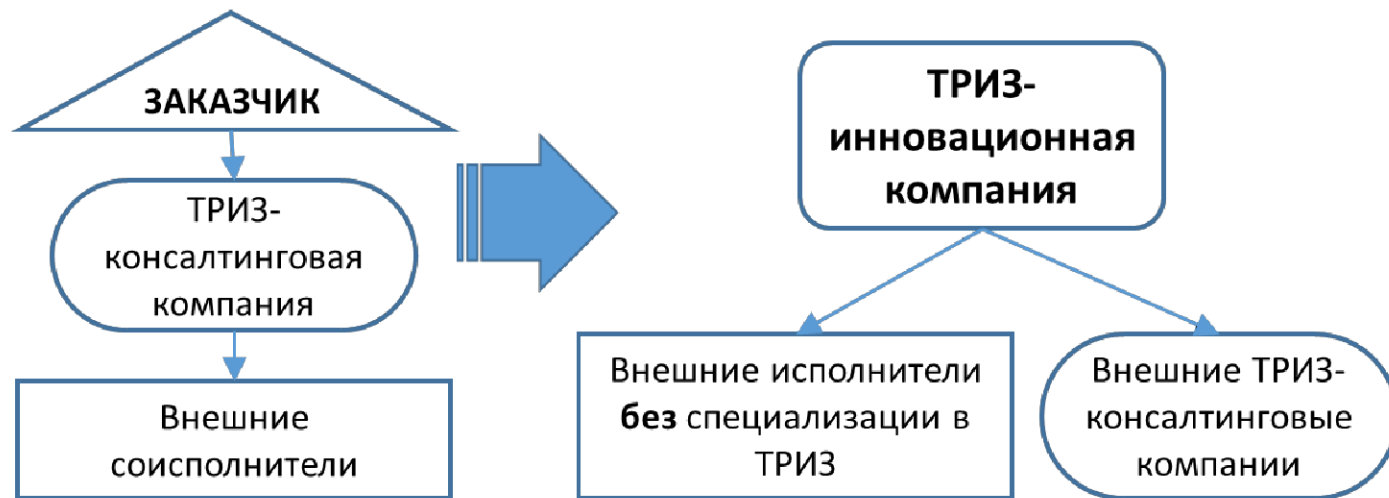 ЗАКАЗЧИК
ТРИЗ-
консалтинговая
компания
Внешние
соисполнители
ТРИЗ-
инновационная
компания
Внешние исполнители
без специализации в
ТРИЗ
Внешние ТРИЗ-
консалтинговые
компании